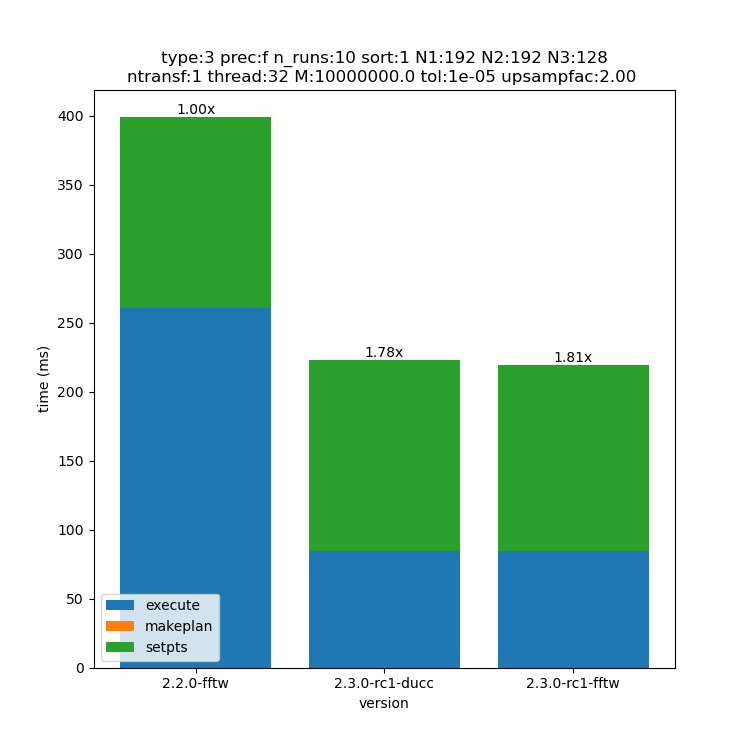 type:3 prec:f n_runs:10 sort:1 N1:192 N2:192 N3:128
ntransf:1 thread:32 M:10000000.0 tol:1e-05 upsampfac:2.00
400
350
300
250
200
150
100
50
0
time (ms)
1.00x
1.78x
1.81x
execute
makeplan
setpts
2.2.0-fftw
2.3.0-rc1-ducc
2.3.0-rc1-fftw
version